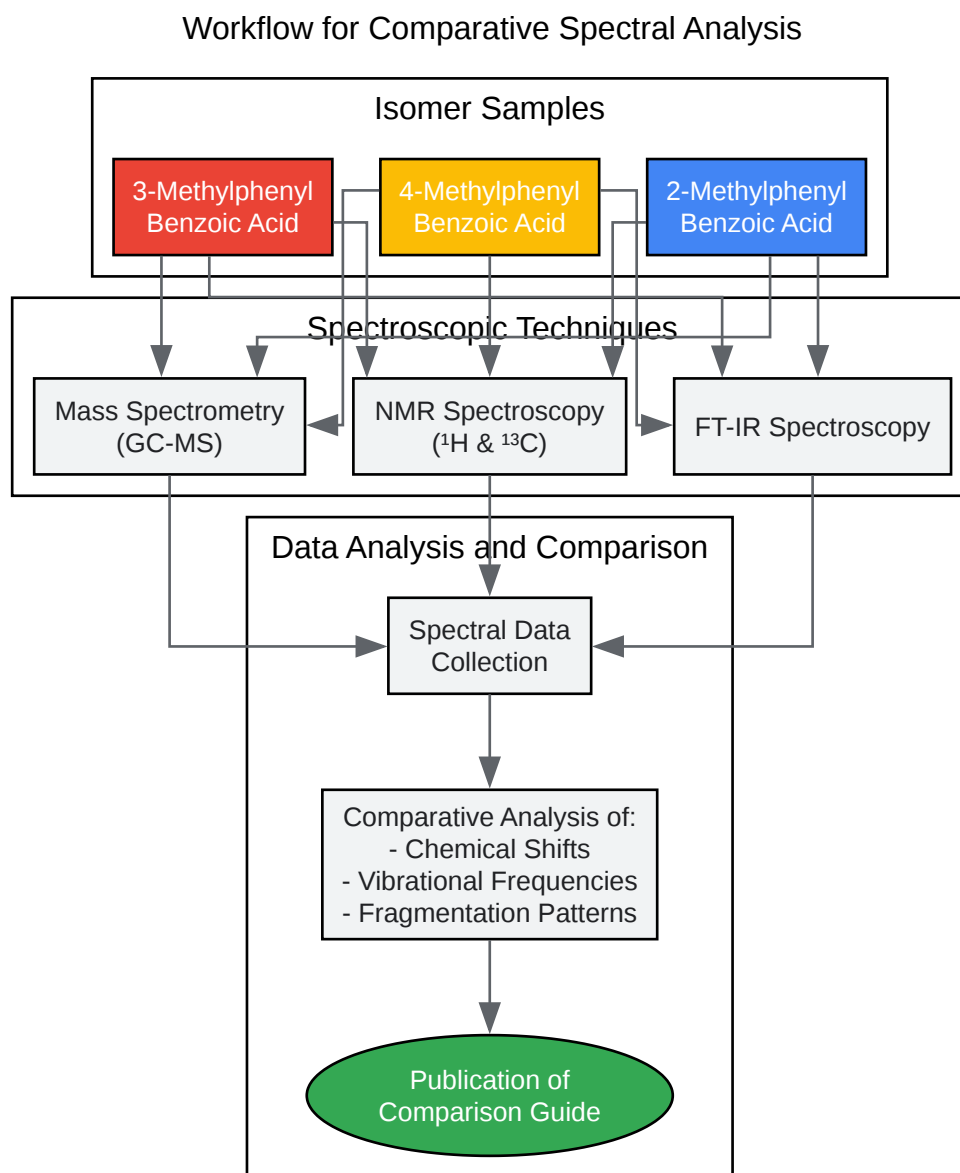 Workflow for Comparative Spectral Analysis
Isomer Samples
3-Methylphenyl
Benzoic Acid
4-Methylphenyl
Benzoic Acid
2-Methylphenyl
Benzoic Acid
Spectroscopic Techniques
Mass Spectrometry
(GC-MS)
NMR Spectroscopy
(¹H & ¹³C)
FT-IR Spectroscopy
Data Analysis and Comparison
Spectral Data
Collection
Comparative Analysis of:
- Chemical Shifts
- Vibrational Frequencies
- Fragmentation Patterns
Publication of
Comparison Guide